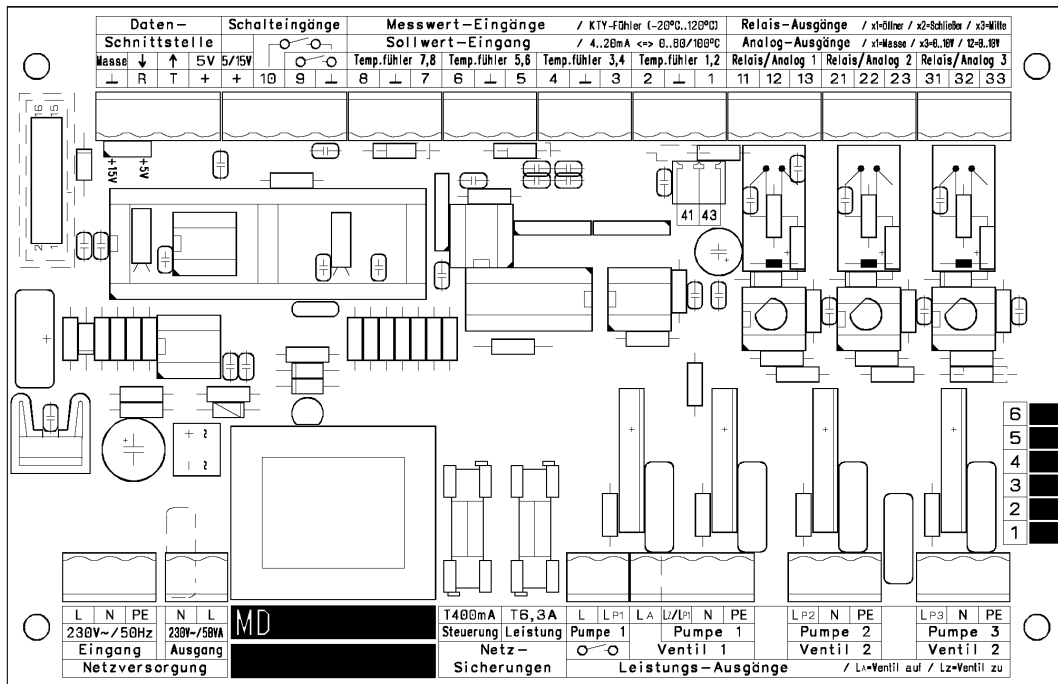 Daten- Schalteingänge Messwert-Eingänge / KTY-Fühler (-20°C..120°C) Relais-Ausgänge / x1=Öffner / x2=Schließer / x3=Mitte
Schnittstelle Sollwert-Eingang / 4..20mA <=> 0..80/100°C Analog-Ausgänge / x1=Masse / x3=0..10V / 12=0..10V
Masse ↓ ↑ 5V 5/15V Temp.fühler 7,8 Temp.fühler 5,6 Temp.fühler 3,4 Temp.fühler 1,2 Relais/Analog 1 Relais/Analog 2 Relais/Analog 3
⊥ R T + + 10 9 ⊥ 8 ⊥ 7 6 ⊥ 5 4 ⊥ 3 2 ⊥ 1 11 12 13 21 22 23 31 32 33
16 15
+15V +5V
41 43
2 1
6
5
4
3
2
1
L N PE N L MD T400mA T6,3A L LP1 LA LZ/LP1 N PE LP2 N PE LP3 N PE
230V~/50Hz 230V~/50VA Steuerung Leistung Pumpe 1 Pumpe 1 Pumpe 2 Pumpe 3
Eingang Ausgang Netz- Ventil 1 Ventil 2 Ventil 2
Netzversorgung Sicherungen Leistungs-Ausgänge / LA=Ventil auf / Lz=Ventil zu